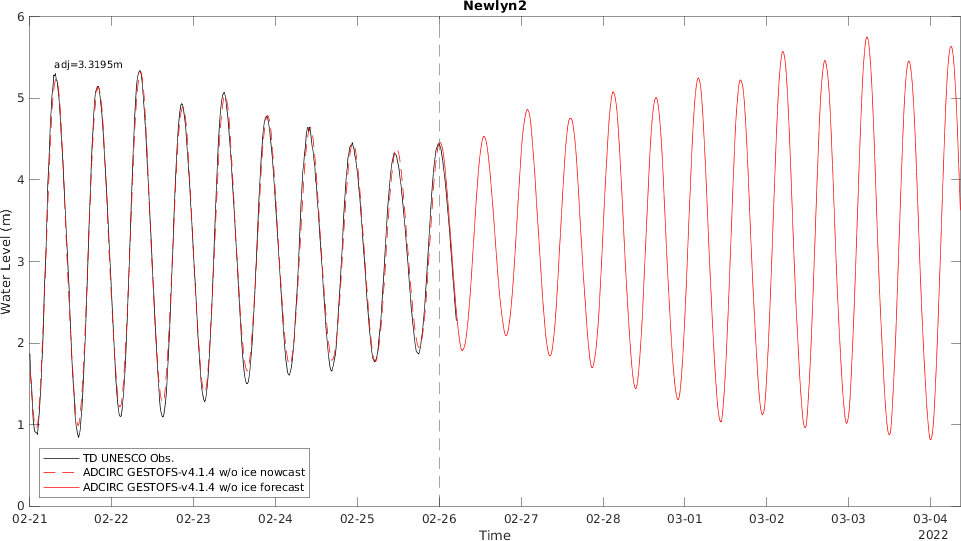 Newlyn2
adj=3.3195m
6
5
4
3
2
1
0
Water Level (m)
TD UNESCO Obs.
ADCIRC GESTOFS-v4.1.4 w/o ice nowcast
ADCIRC GESTOFS-v4.1.4 w/o ice forecast
02-21 02-22 02-23 02-24 02-25 02-26 02-27 02-28 03-01 03-02 03-03 03-04
2022
Time